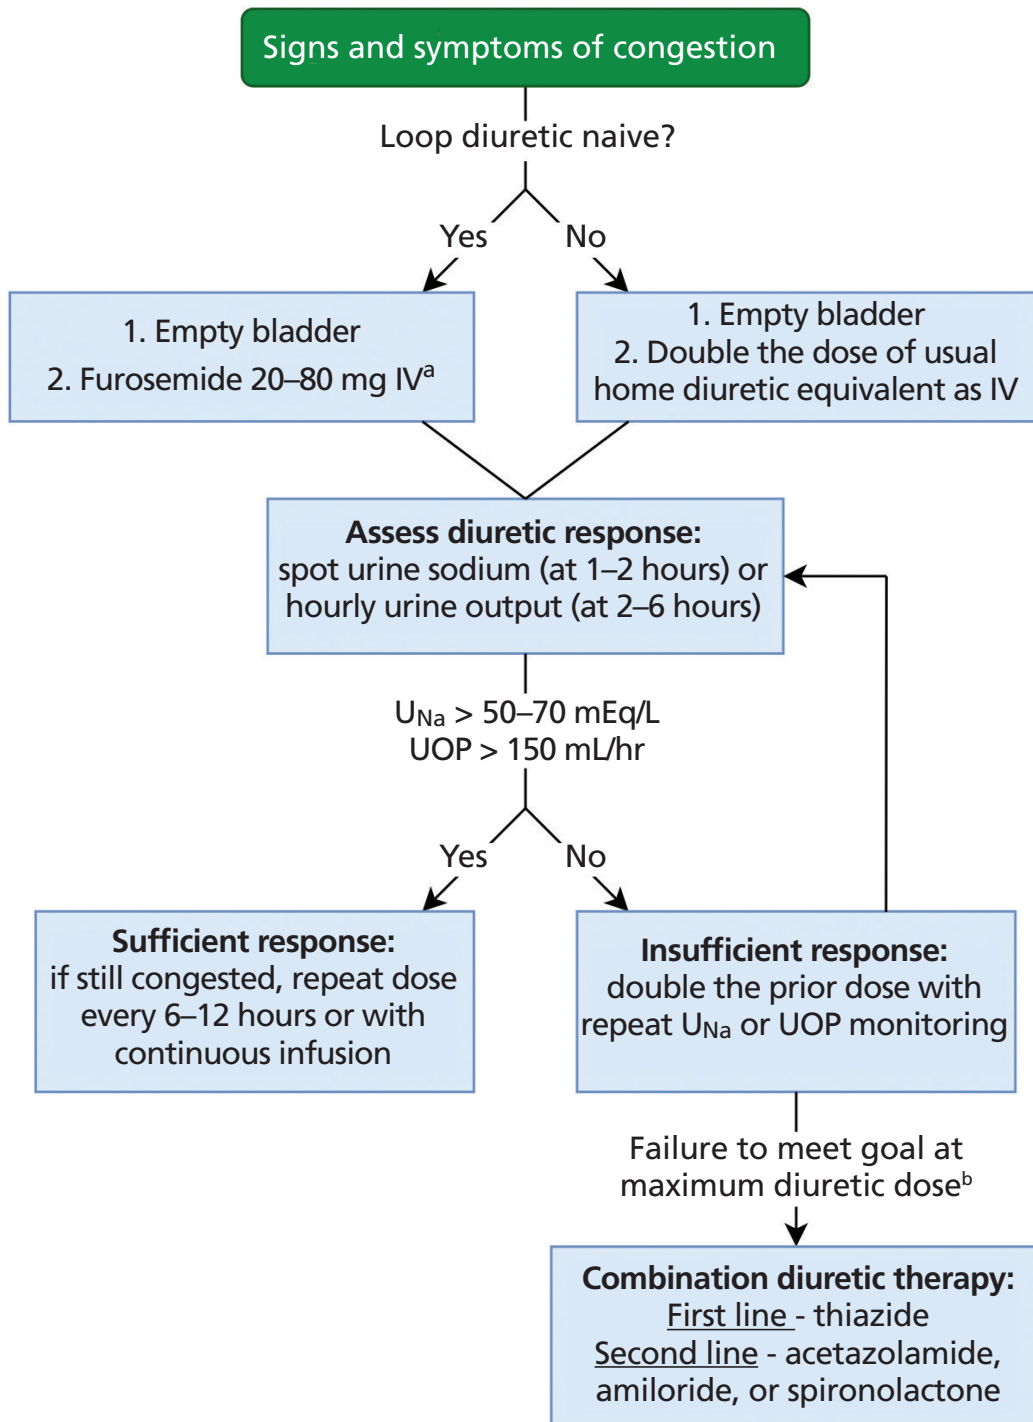 Signs and symptoms of congestion
Loop diuretic naive?
Yes
No
1. Empty bladder
2. Furosemide 20–80 mg IVᵃ
1. Empty bladder
2. Double the dose of usual
home diuretic equivalent as IV
Assess diuretic response:
spot urine sodium (at 1–2 hours) or
hourly urine output (at 2–6 hours)
UNa > 50–70 mEq/L
UOP > 150 mL/hr
Yes
No
Sufficient response:
if still congested, repeat dose
every 6–12 hours or with
continuous infusion
Insufficient response:
double the prior dose with
repeat UNa or UOP monitoring
Failure to meet goal at
maximum diuretic doseᵇ
Combination diuretic therapy:
First line - thiazide
Second line - acetazolamide,
amiloride, or spironolactone